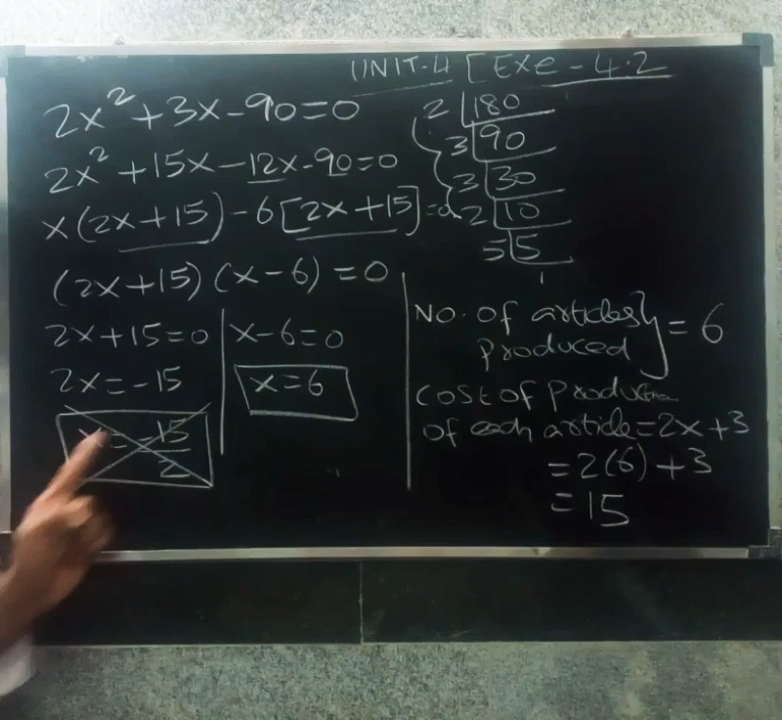 UNIT-4 [Exe - 4.2
2x²+3x-90=0
2x²+15x-12x-90=0
x(2x+15)-6[2x+15]=0
(2x+15)(x-6)=0
2x+15=0
2x=-15
x=-15/2
x-6=0
x=6
2|180
3|90
3|30
2|10
5|5
1
No. of articles
produced } = 6
Cost of production
of each article=2x+3
=2(6)+3
=15